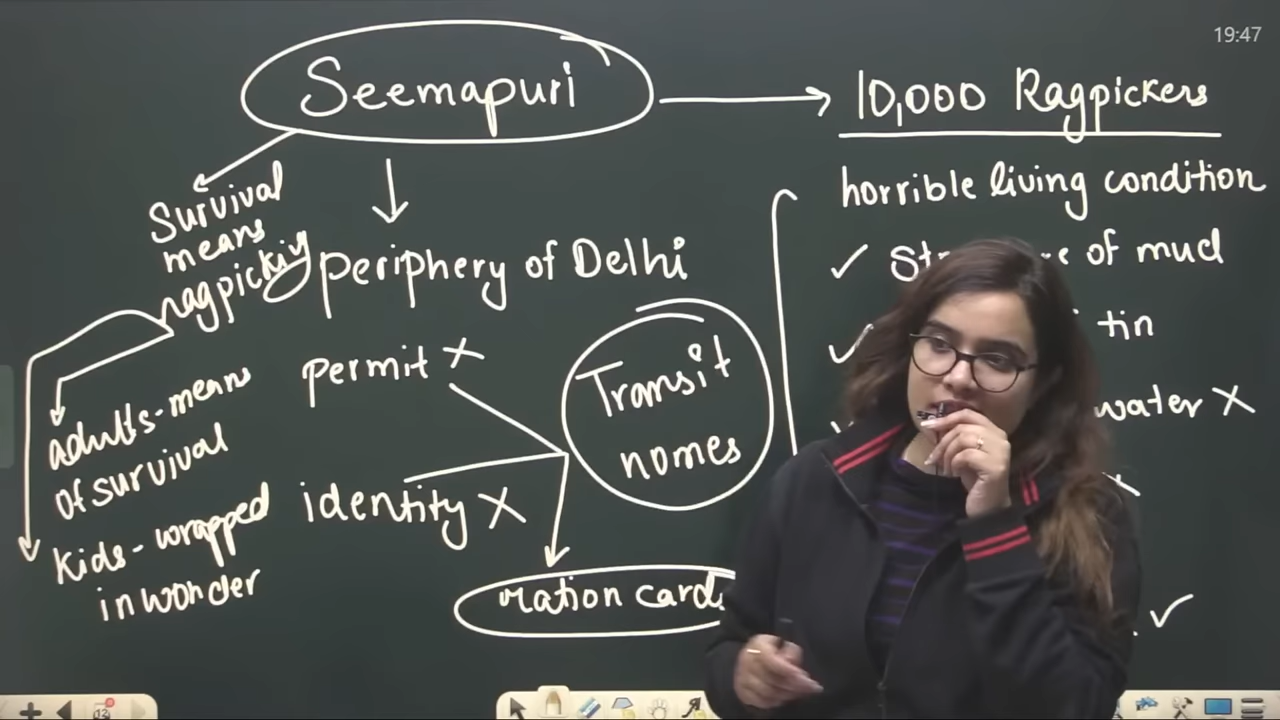 19:47
Seemapuri
10,000 Ragpickers
Survival
means
ragpicking
periphery of Delhi
permit X
identity X
Transit
nomes
ration card
adults-means
of survival
kids-wrapped
in wonder
horrible living condition
✓ of mud
✓ tin
water X
X
✓